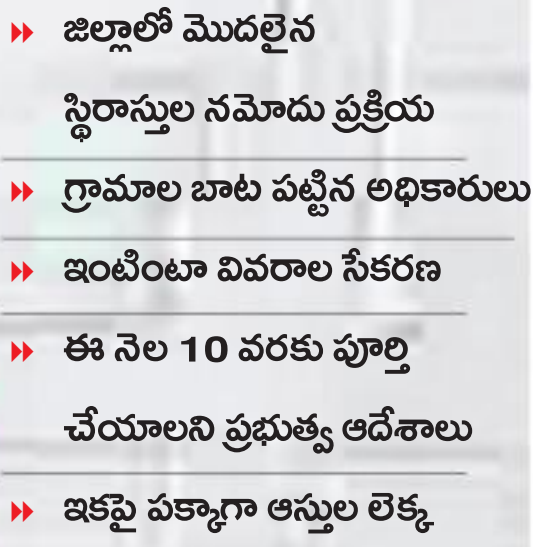 జిల్లాలో మొదలైన
స్థిరాస్తుల నమోదు ప్రక్రియ
గ్రామాల బాట పట్టిన అధికారులు
ఇంటింటా వివరాల సేకరణ
ఈ నెల 10 వరకు పూర్తి
చేయాలని ప్రభుత్వ ఆదేశాలు
ఇకపై పక్కాగా ఆస్తుల లెక్క